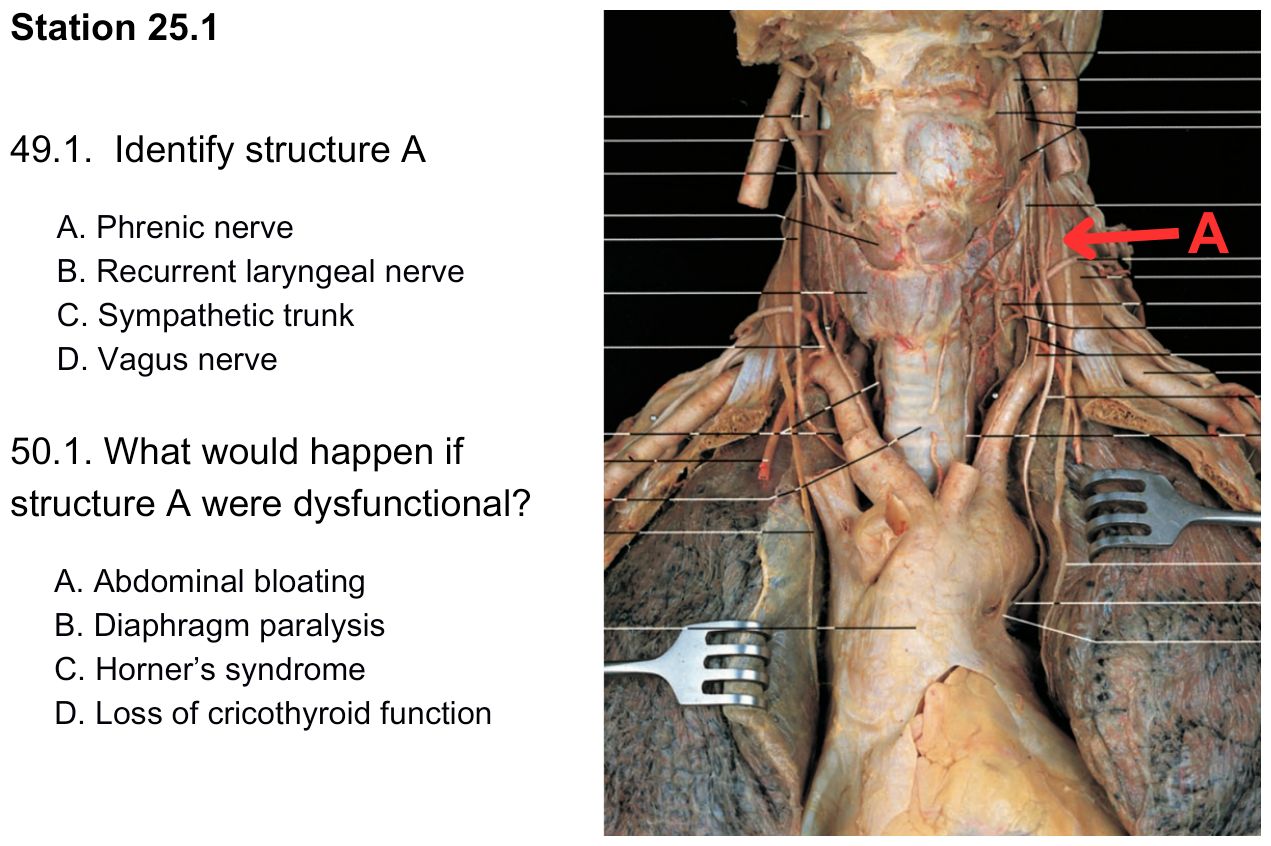 Station 25.1
49.1. Identify structure A
A. Phrenic nerve
B. Recurrent laryngeal nerve
C. Sympathetic trunk
D. Vagus nerve
50.1. What would happen if
structure A were dysfunctional?
A. Abdominal bloating
B. Diaphragm paralysis
C. Horner’s syndrome
D. Loss of cricothyroid function
A